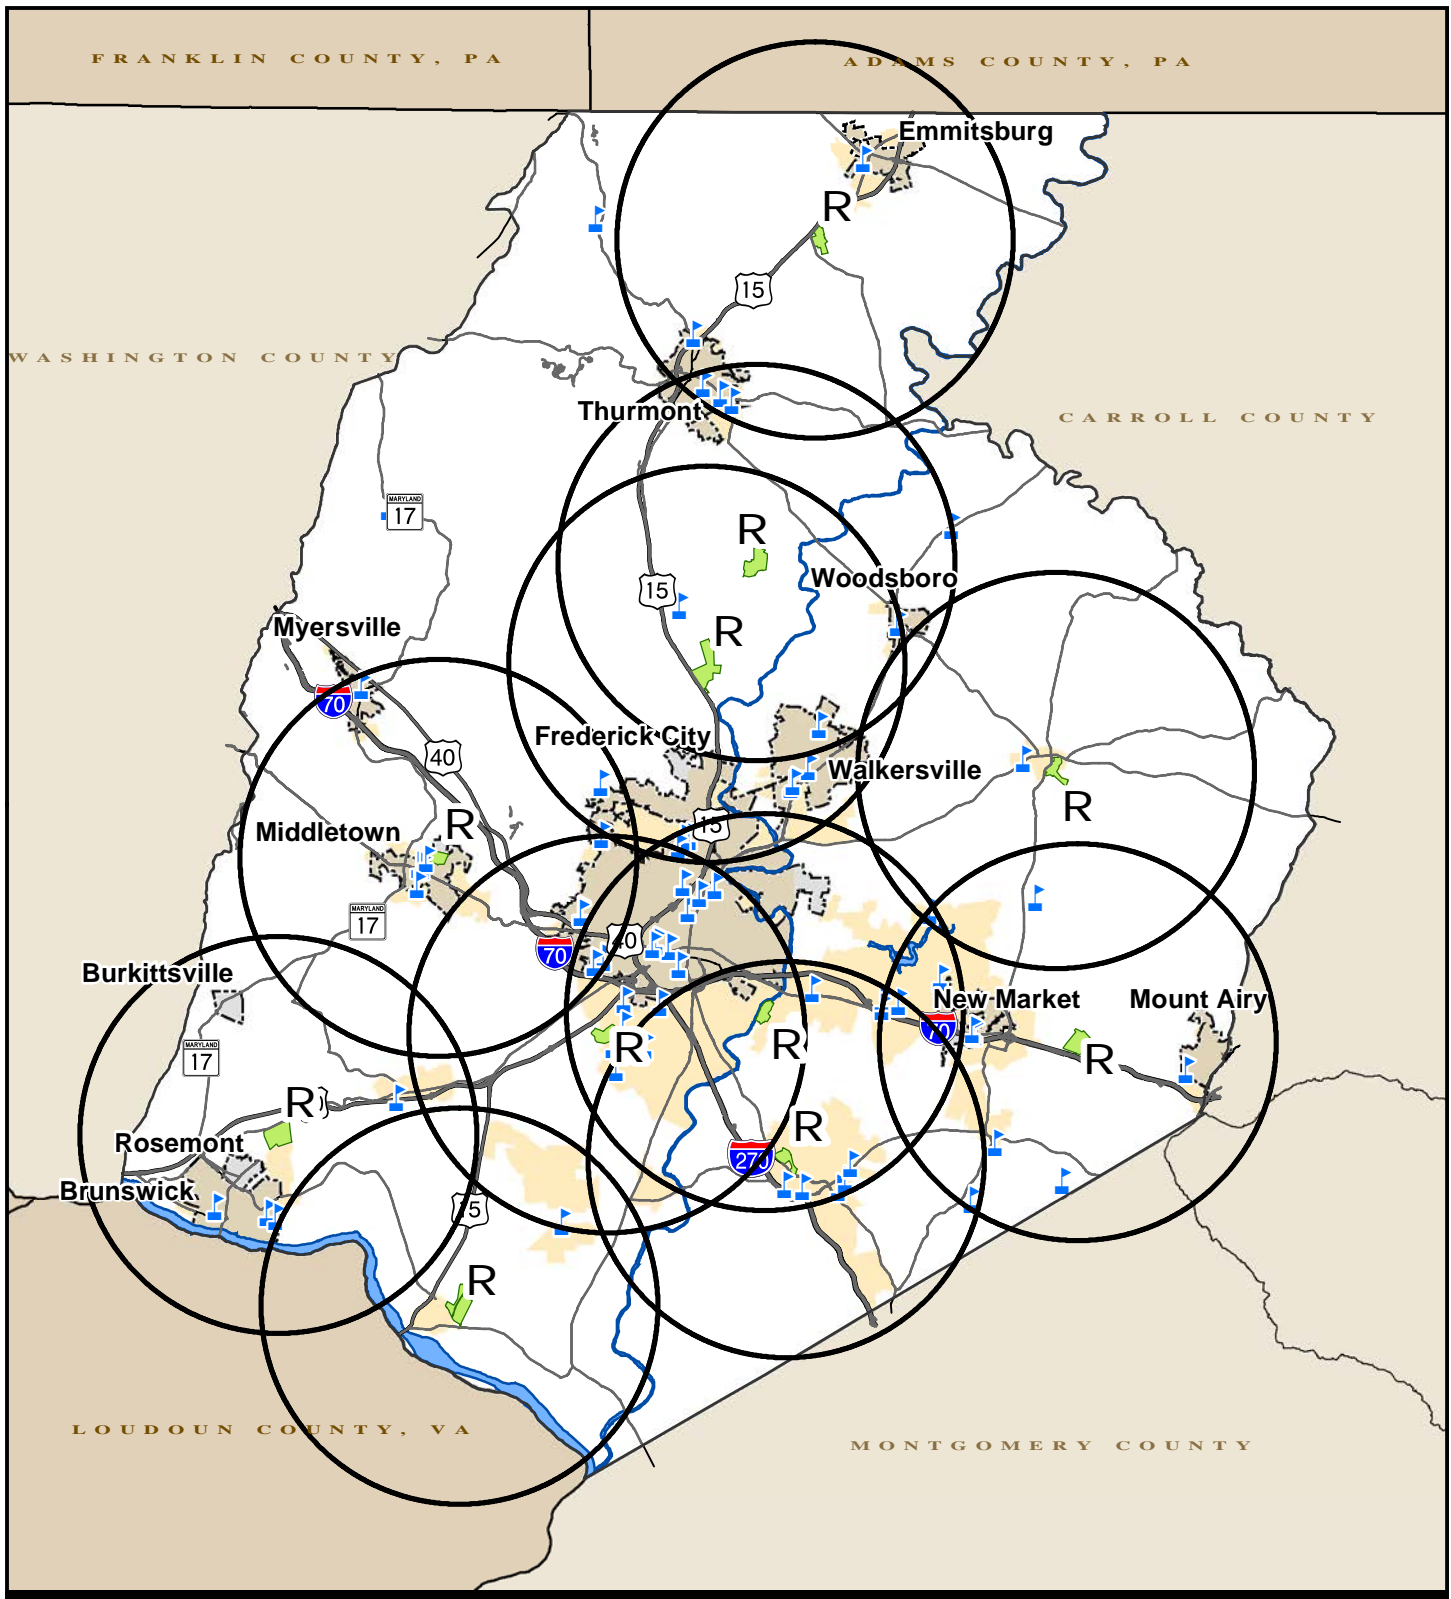 FRANKLIN COUNTY, PA
ADAMS COUNTY, PA
Emmitsburg
R
15
WASHINGTON COUNTY
Thurmont
CARROLL COUNTY
MARYLAND
17
R
Woodsboro
15
Myersville
R
70
Frederick City
40
Walkersville
R
15
R
Middletown
MARYLAND
17
40
70
Burkittsville
New Market
Mount Airy
70
R
R
R
MARYLAND
17
R
R
Rosemont
270
Brunswick
15
R
LOUDOUN COUNTY, VA
MONTGOMERY COUNTY